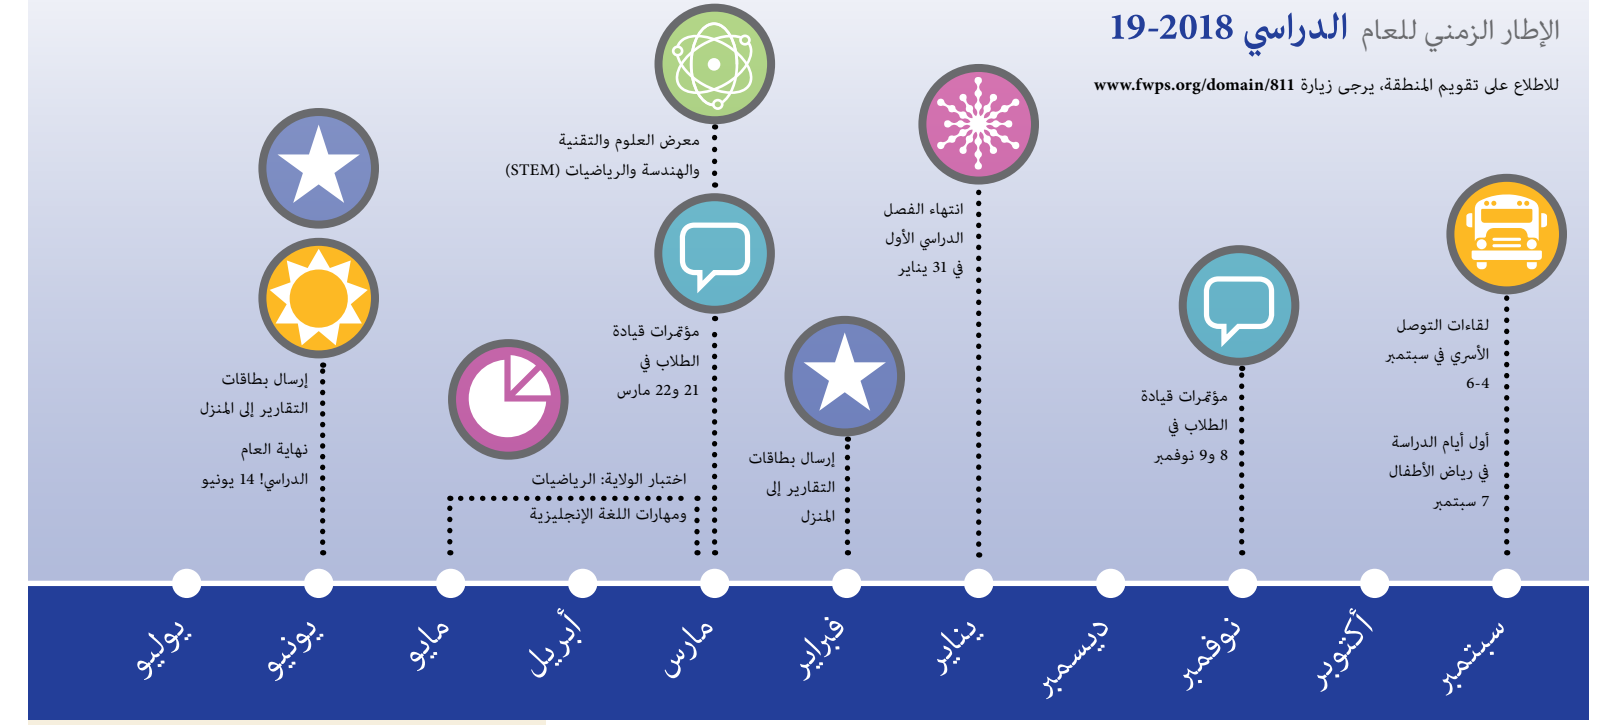 الإطار الزمني للعام الدراسي 2018-19
للاطلاع على تقويم المنطقة، يرجى زيارة www.fwps.org/domain/811
لقاءات التوصل
الأسري في سبتمبر
4-6
أول أيام الدراسة
في رياض الأطفال
7 سبتمبر
مؤتمرات قيادة
الطلاب في
8 و9 نوفمبر
انتهاء الفصل
الدراسي الأول
في 31 يناير
إرسال بطاقات
التقارير إلى
المنزل
معرض العلوم والتقنية
والهندسة والرياضيات (STEM)
مؤتمرات قيادة
الطلاب في
21 و22 مارس
اختبار الولاية: الرياضيات
ومهارات اللغة الإنجليزية
إرسال بطاقات
التقارير إلى المنزل
نهاية العام
الدراسي! 14 يونيو
سبتمبر
أكتوبر
نوفمبر
ديسمبر
يناير
فبراير
مارس
أبريل
مايو
يونيو
يوليو